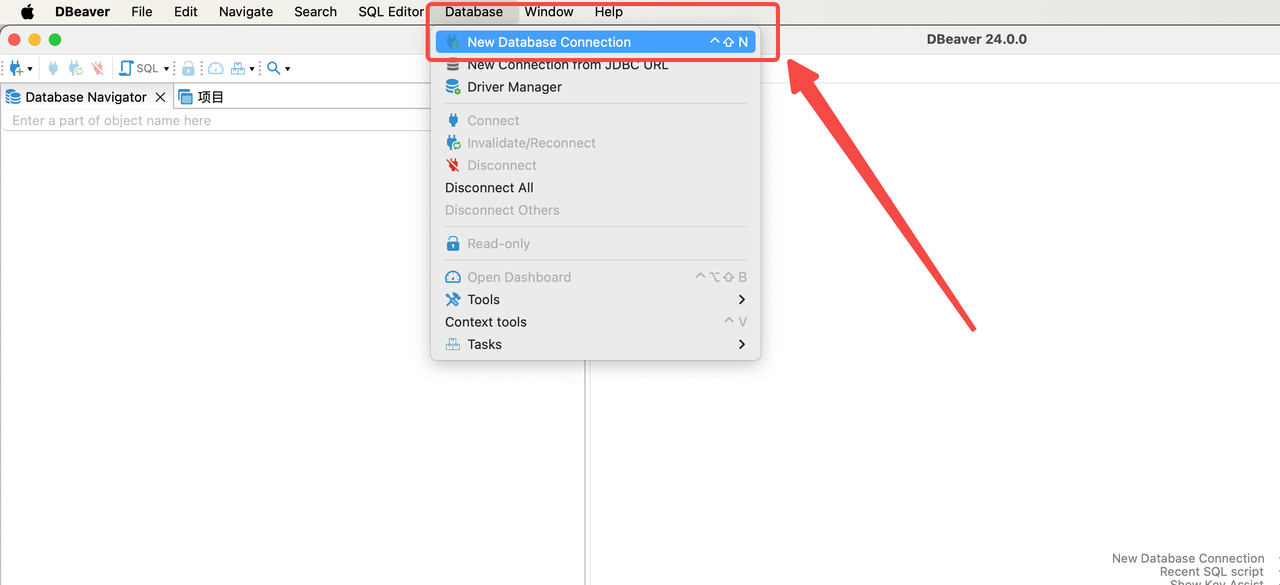 DBeaver File Edit Navigate Search SQL Editor Database Window Help
DBeaver 24.0.0
SQL
Database Navigator
项目
Enter a part of object name here
New Database Connection ^⇧ N
New Connection from JDBC URL
Driver Manager
Connect
Invalidate/Reconnect
Disconnect
Disconnect All
Disconnect Others
Read-only
Open Dashboard ^⌥⇧ B
Tools
Context tools ^ V
Tasks
New Database Connection
Recent SQL script
Show Key Assist